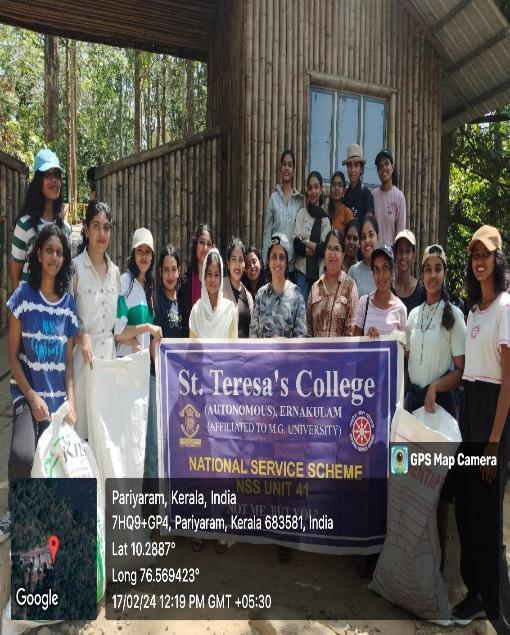 St. Teresa's College
(AUTONOMOUS), ERNAKULAM
(AFFILIATED TO M.G. UNIVERSITY)
NATIONAL SERVICE SCHEME
NSS UNIT 41
'NOT ME, BUT YOU'
GPS Map Camera
Pariyaram, Kerala, India
7HQ9+GP4, Pariyaram, Kerala 683581, India
Lat 10.2887°
Long 76.569423°
17/02/24 12:19 PM GMT +05:30
Google